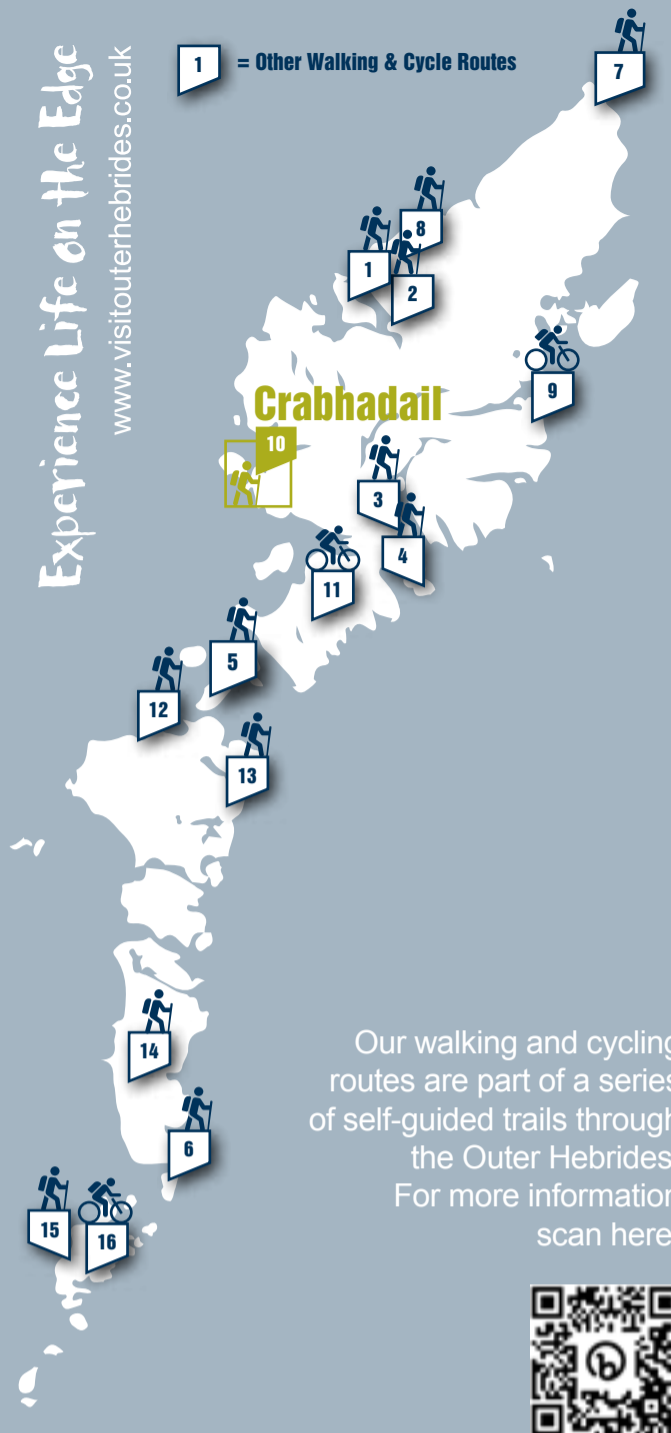 Experience Life on the Edge
www.visitouterhebrides.co.uk
1 = Other Walking & Cycle Routes
7
8
1
2
9
Crabhadail
10
3
4
11
5
12
13
14
6
15
16
Our walking and cycling
routes are part of a series
of self-guided trails through
the Outer Hebrides
For more information
scan here
b